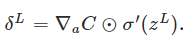 δ^L = ∇_a C ⊙ σ′(z^L).